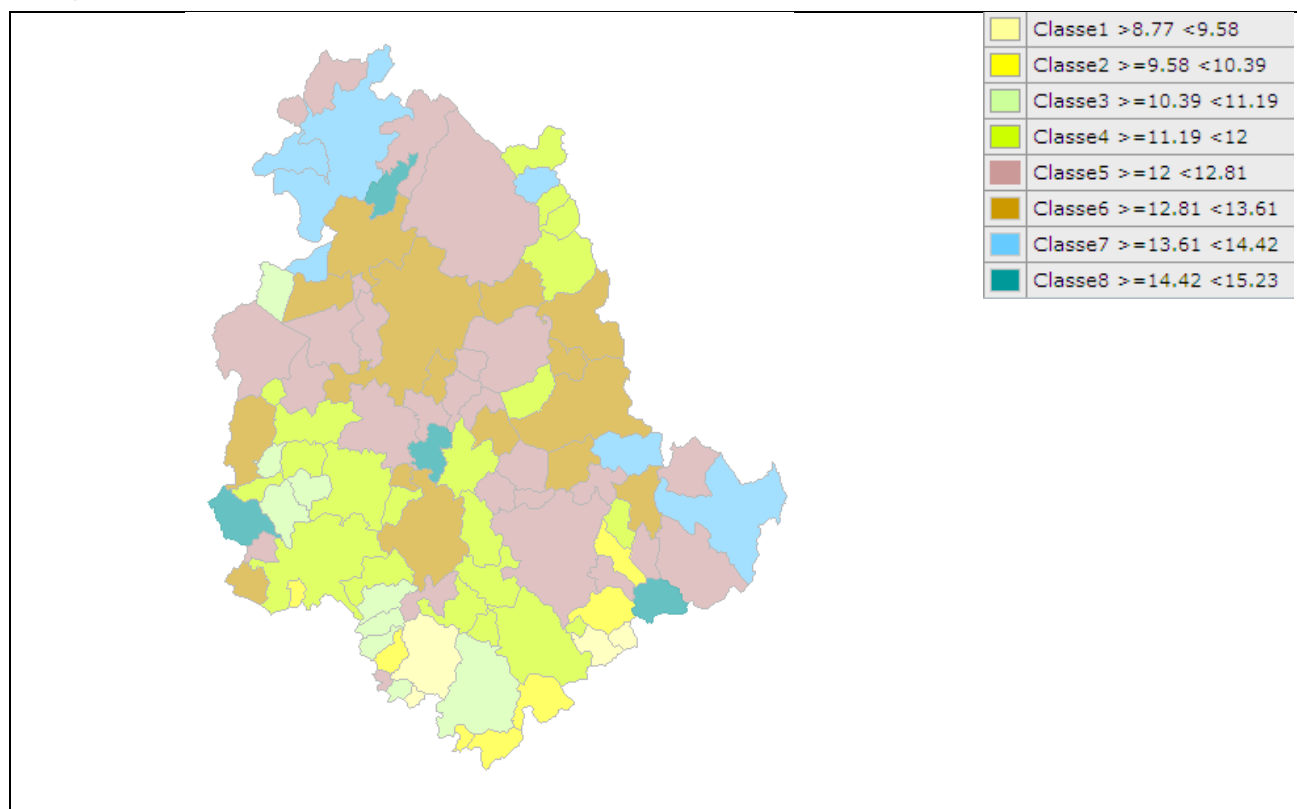 Classe1 >8.77 <9.58
Classe2 >=9.58 <10.39
Classe3 >=10.39 <11.19
Classe4 >=11.19 <12
Classe5 >=12 <12.81
Classe6 >=12.81 <13.61
Classe7 >=13.61 <14.42
Classe8 >=14.42 <15.23